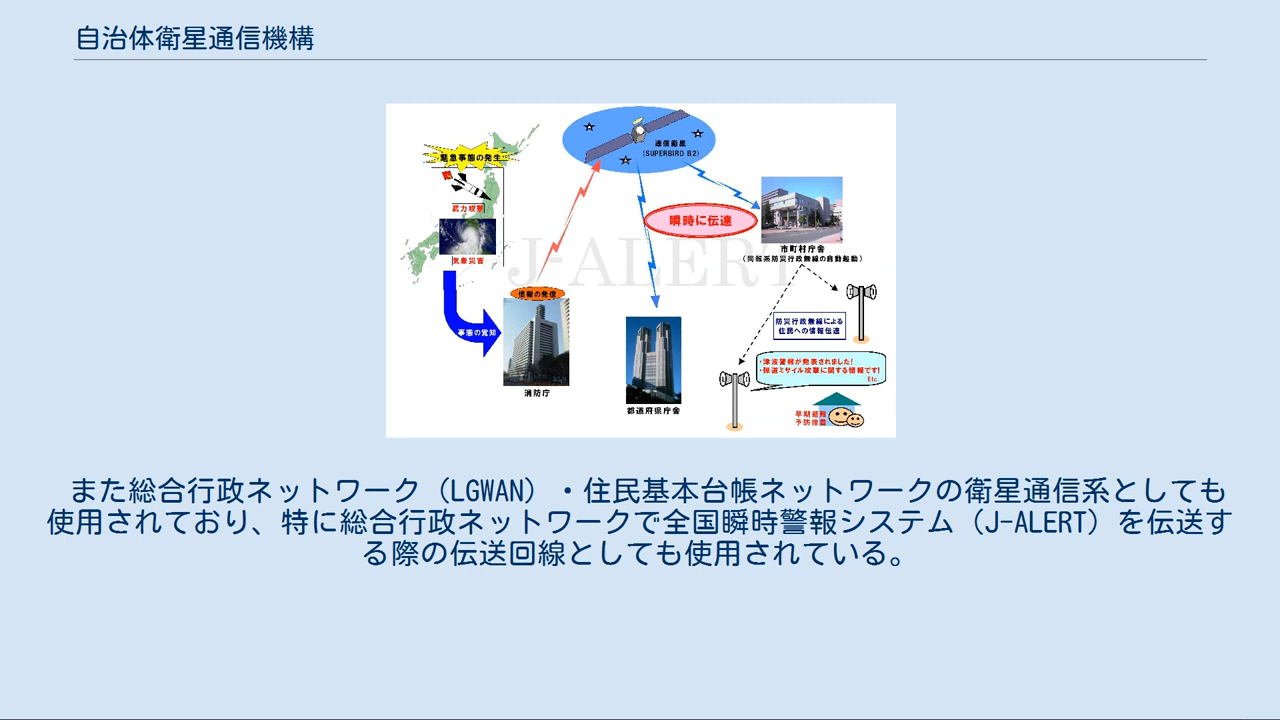 自治体衛星通信機構
通信衛星
(SUPERBIRD B2)
緊急事態の発生
武力攻撃
気象災害
瞬時に伝達
J-ALERT
市町村庁舎
(同報系防災行政無線の自動起動)
情報の発信
事態の覚知
消防庁
都道府県庁舎
防災行政無線による
住民への情報伝達
・津波警報が発表されました!
・弾道ミサイル攻撃に関する情報です!
Etc.
早期避難
予防措置
また総合行政ネットワーク（LGWAN）・住民基本台帳ネットワークの衛星通信系としても
使用されており、特に総合行政ネットワークで全国瞬時警報システム（J-ALERT）を伝送す
る際の伝送回線としても使用されている。